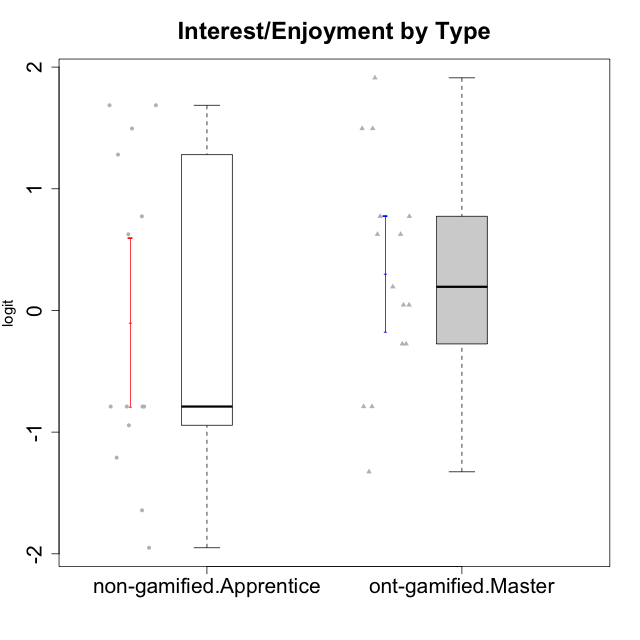 Interest/Enjoyment by Type
2
1
0
-1
-2
logit
non-gamified.Apprentice
ont-gamified.Master